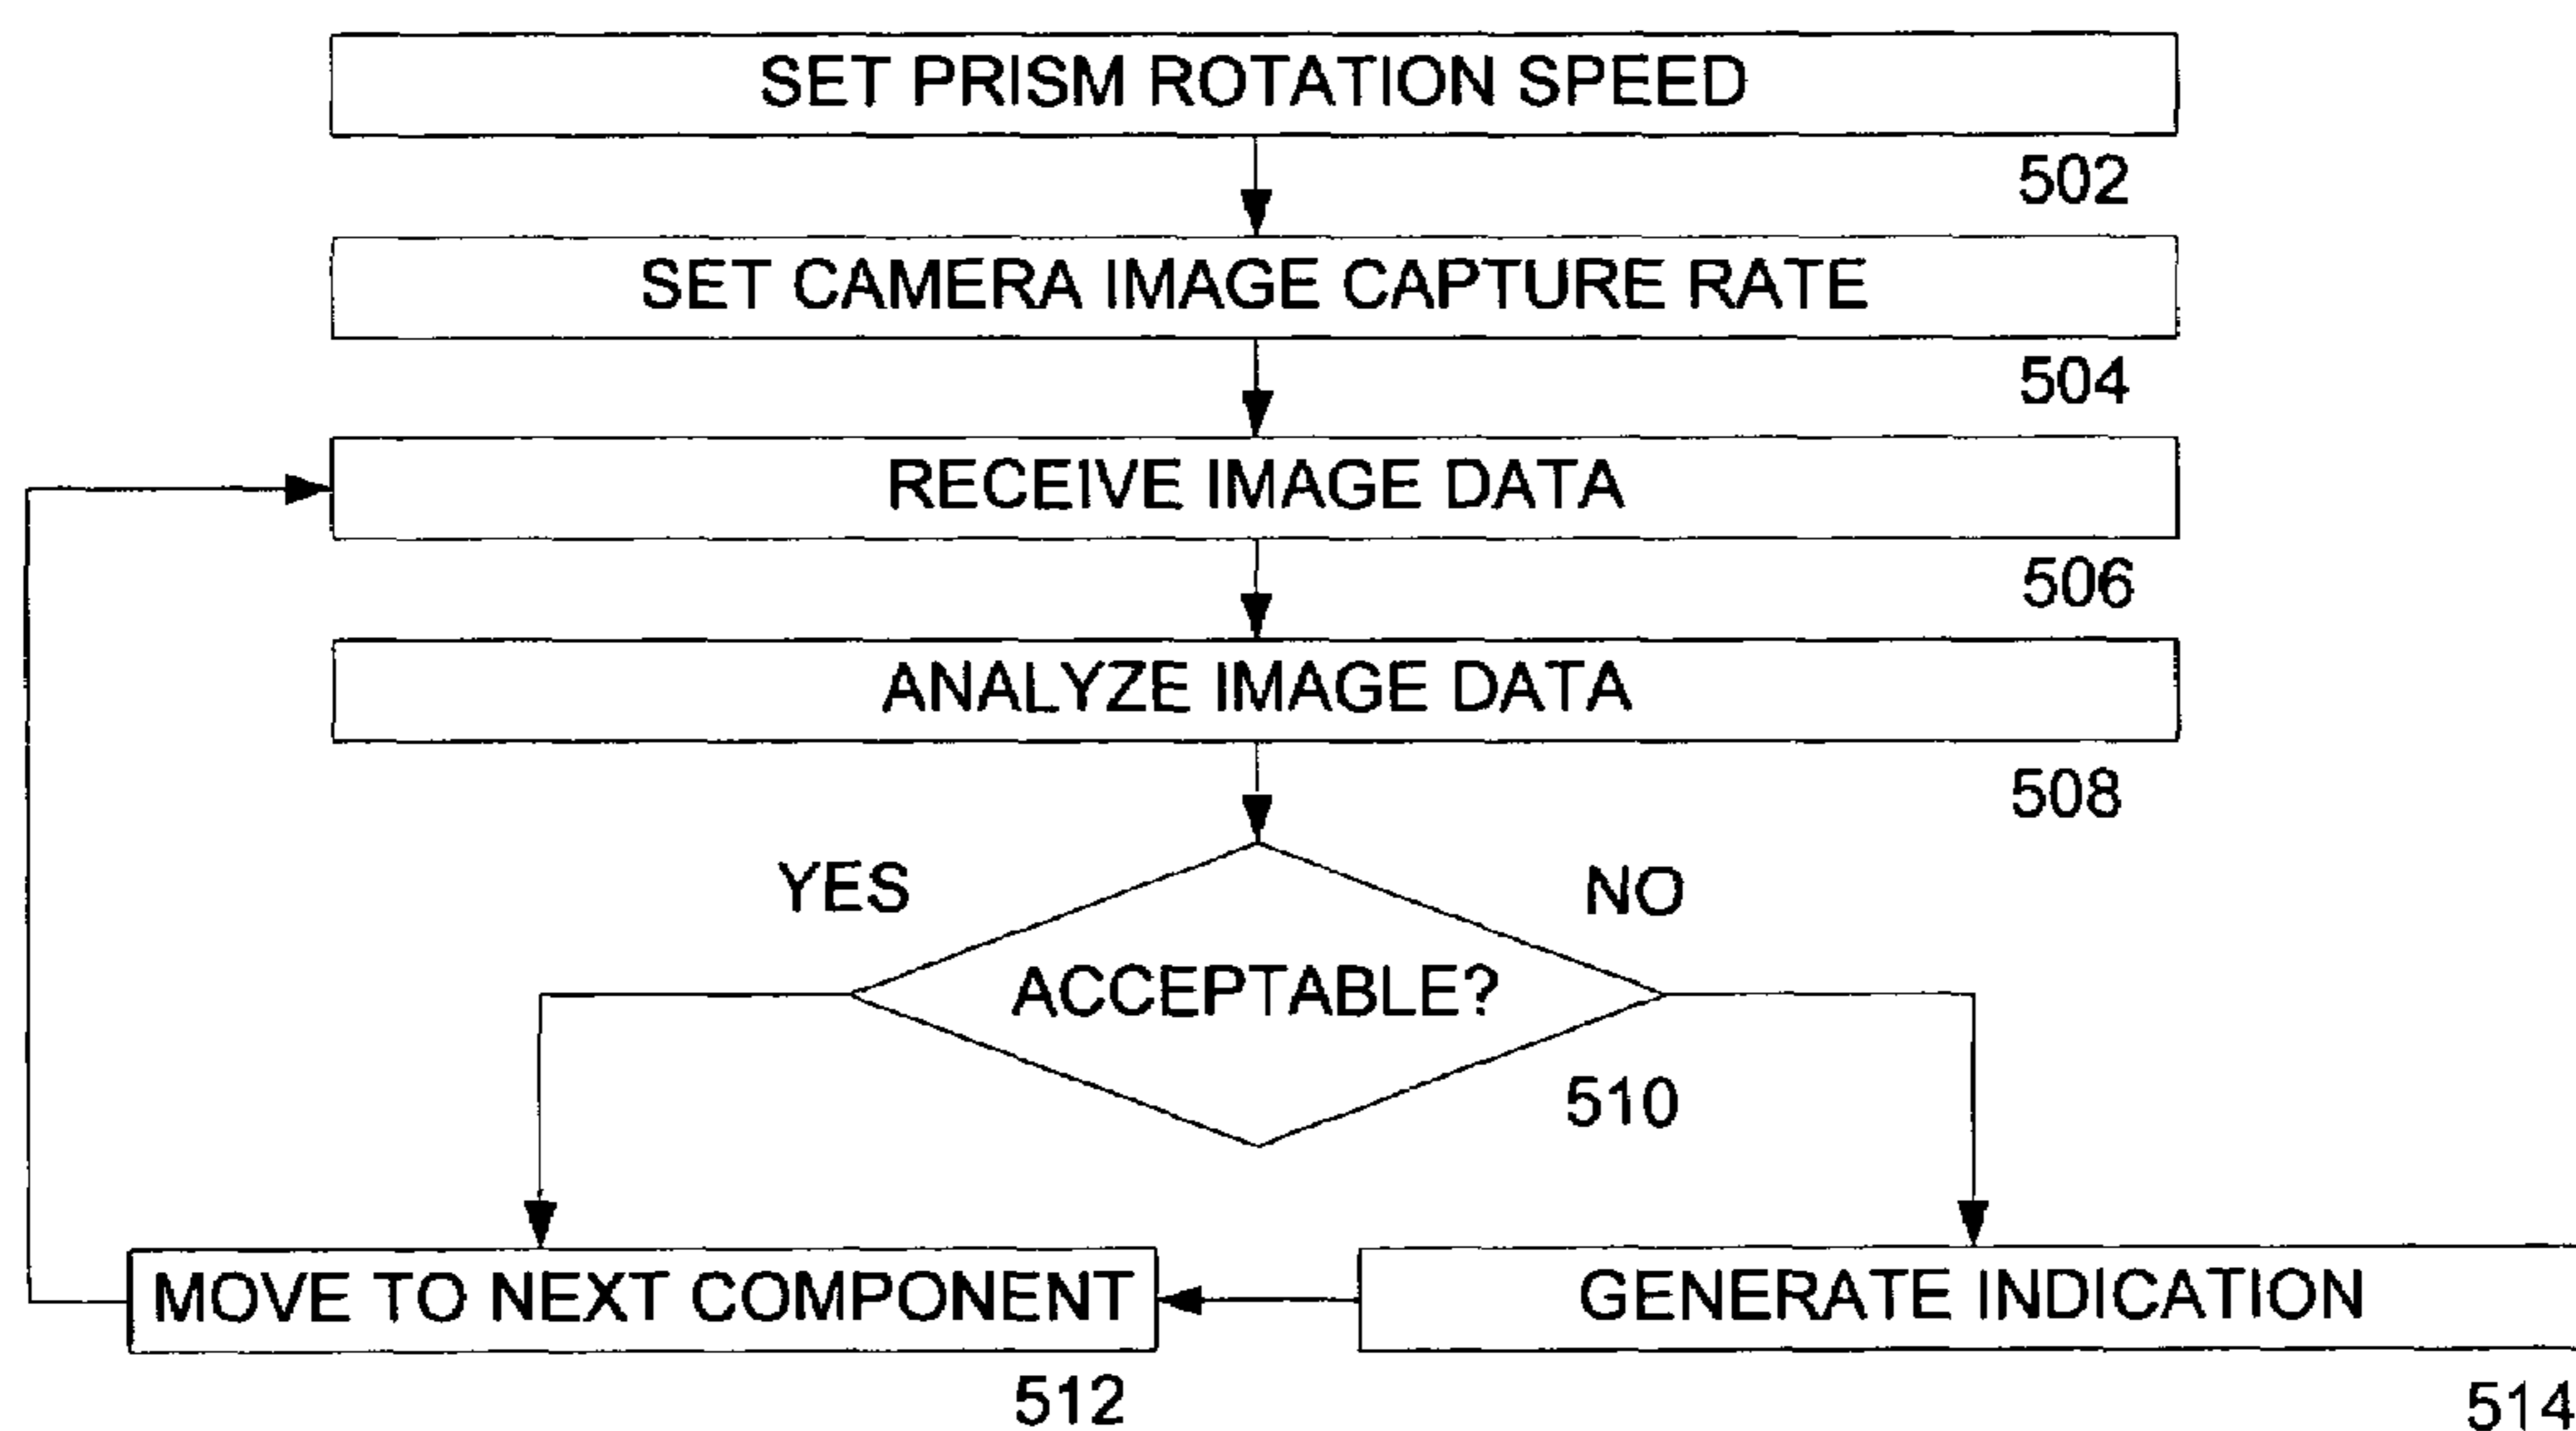 SET PRISM ROTATION SPEED
502
SET CAMERA IMAGE CAPTURE RATE
504
RECEIVE IMAGE DATA
506
ANALYZE IMAGE DATA
508
YES
NO
ACCEPTABLE?
510
MOVE TO NEXT COMPONENT
GENERATE INDICATION
512
514